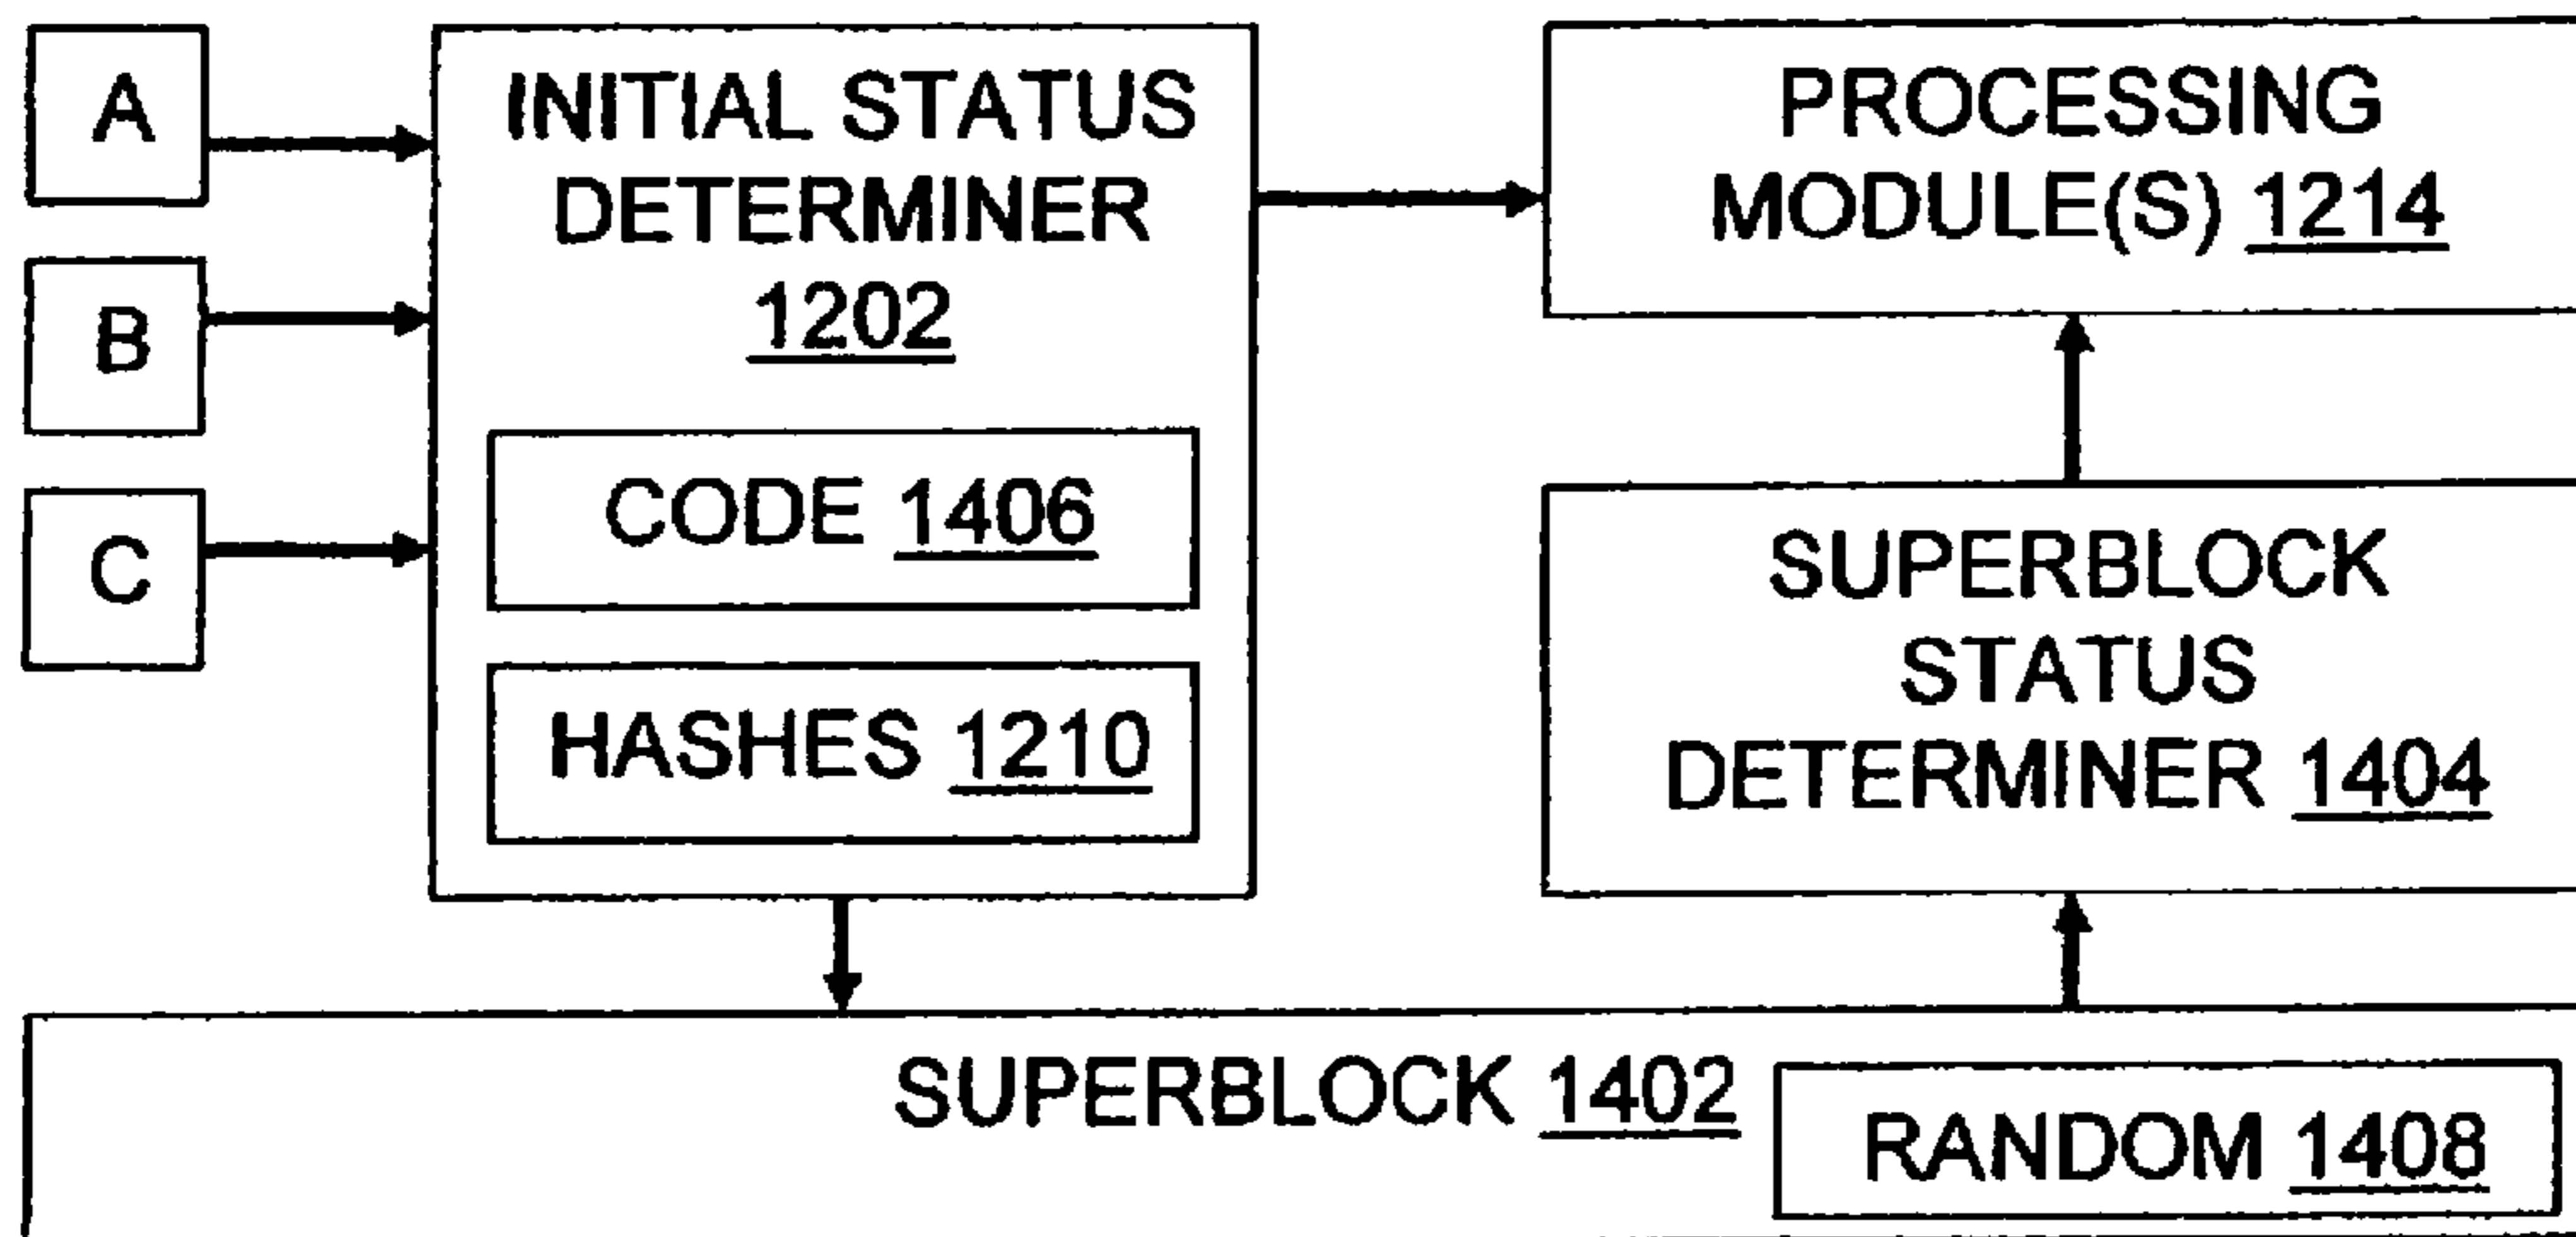 A
B
C
INITIAL STATUS
DETERMINER
1202
CODE 1406
HASHES 1210
PROCESSING
MODULE(S) 1214
SUPERBLOCK
STATUS
DETERMINER 1404
SUPERBLOCK 1402
RANDOM 1408